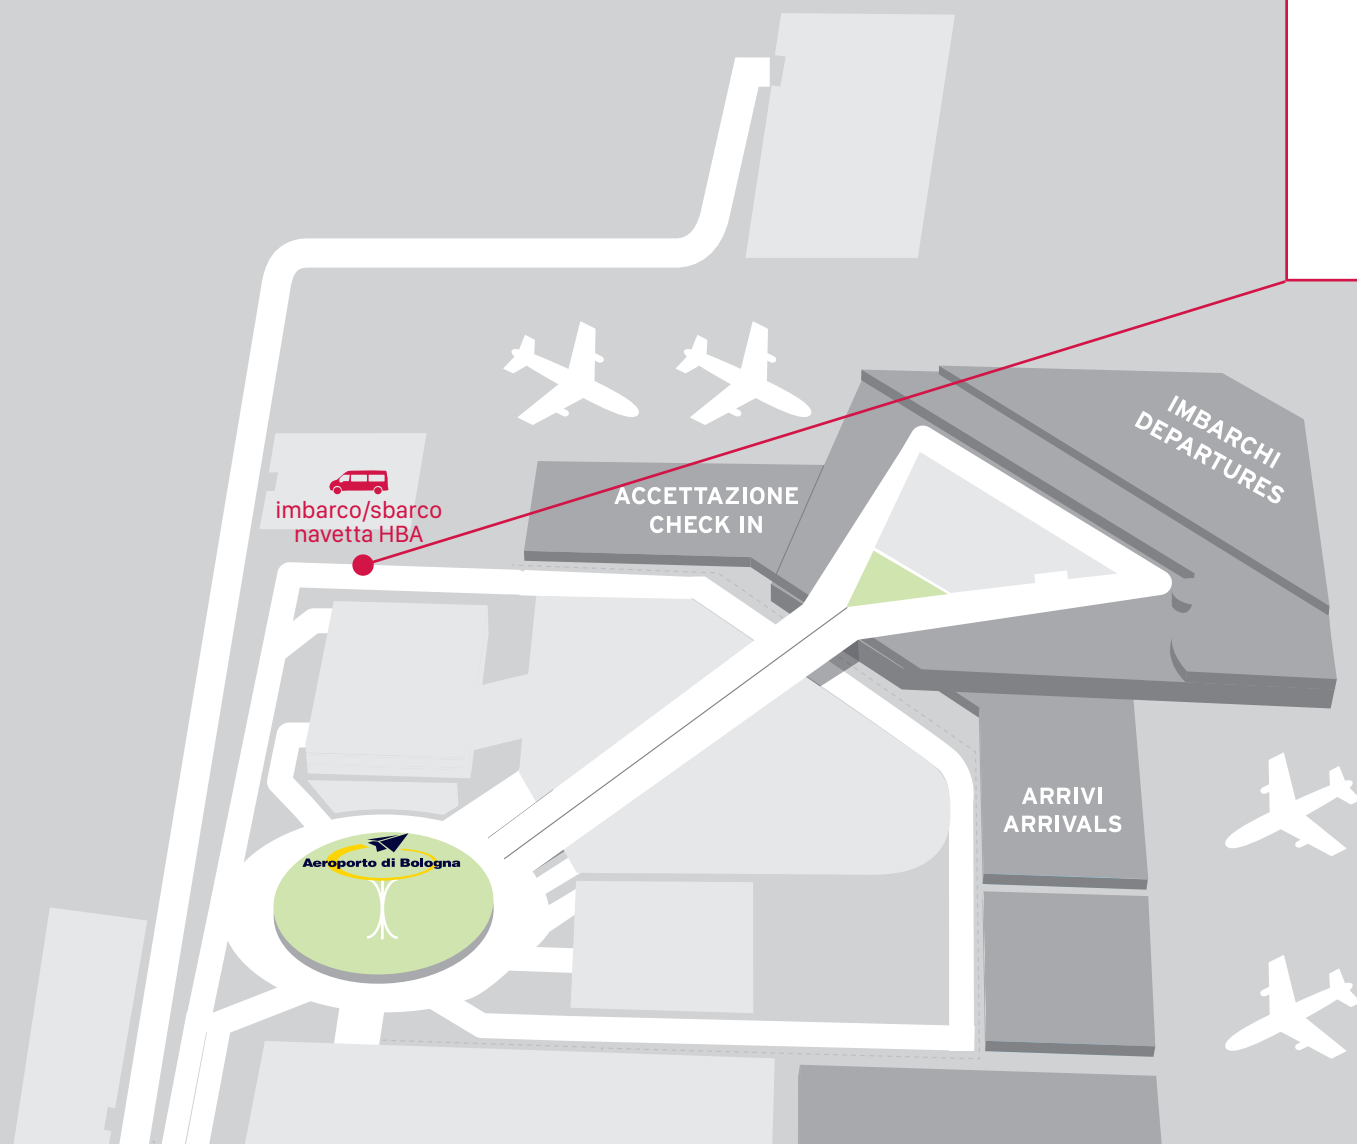 IMBARCHI
DEPARTURES
ACCETTAZIONE
CHECK IN
imbarco/sbarco
navetta HBA
ARRIVI
ARRIVALS
Aeroporto di Bologna